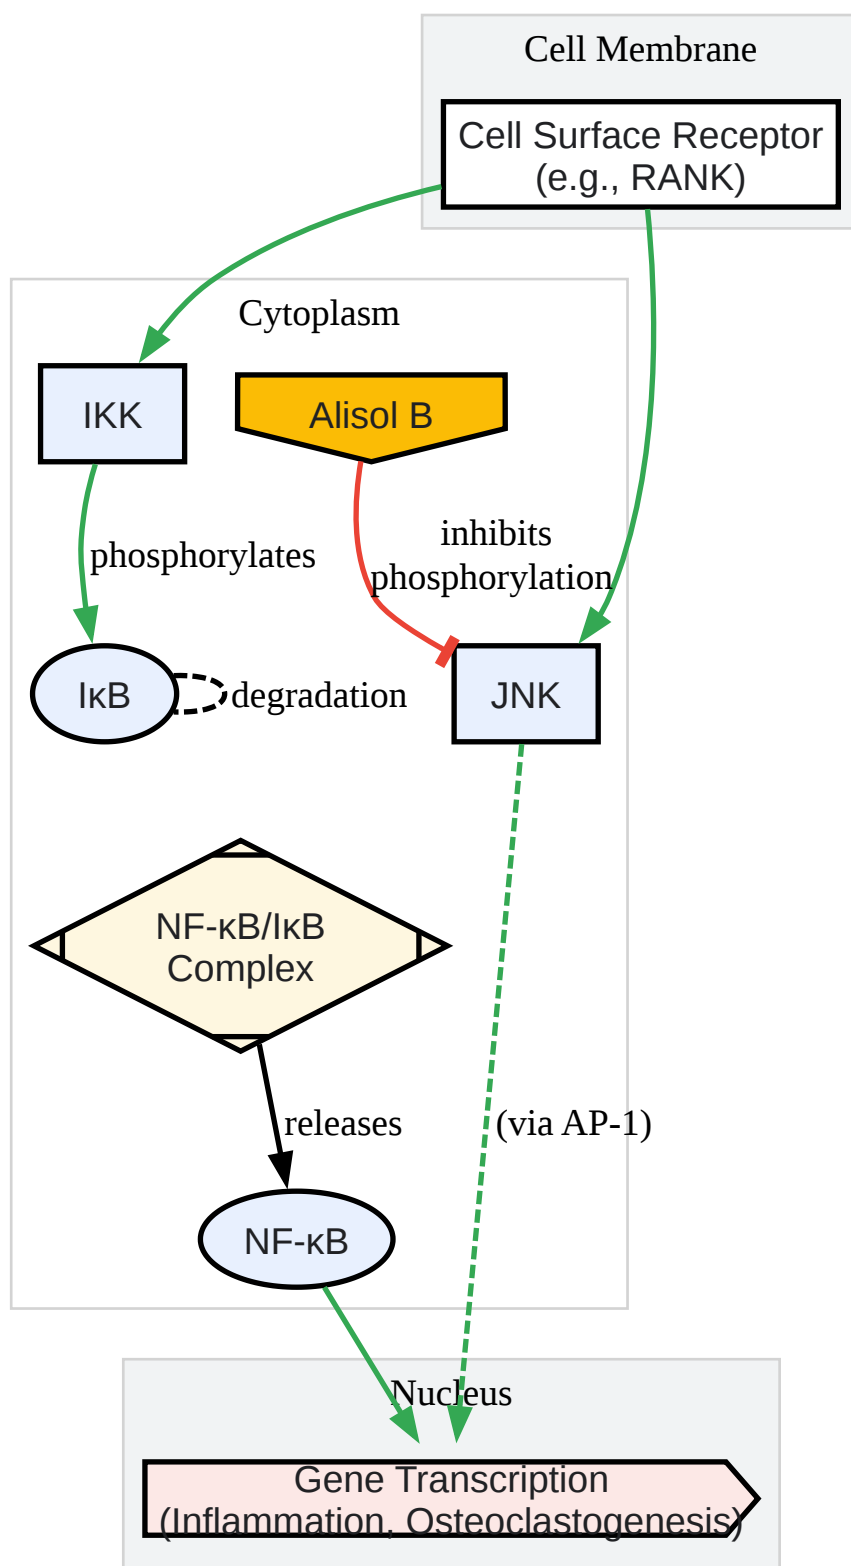 Cell Membrane
Cell Surface Receptor
(e.g., RANK)
Cytoplasm
IKK
Alisol B
phosphorylates
inhibits
phosphorylation
IκB
degradation
JNK
NF-κB/IκB
Complex
releases
(via AP-1)
NF-κB
Nucleus
Gene Transcription
(Inflammation, Osteoclastogenesis)